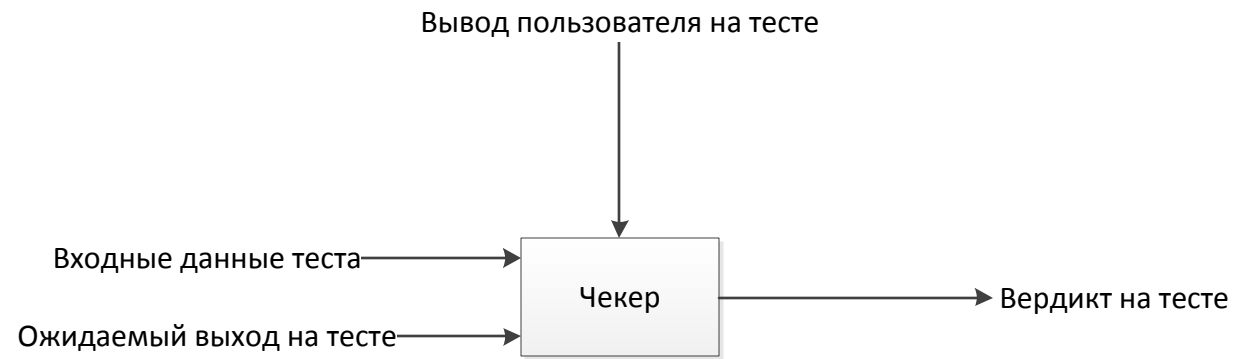 Вывод пользователя на тесте
Входные данные теста
Чекер
Вердикт на тесте
Ожидаемый выход на тесте